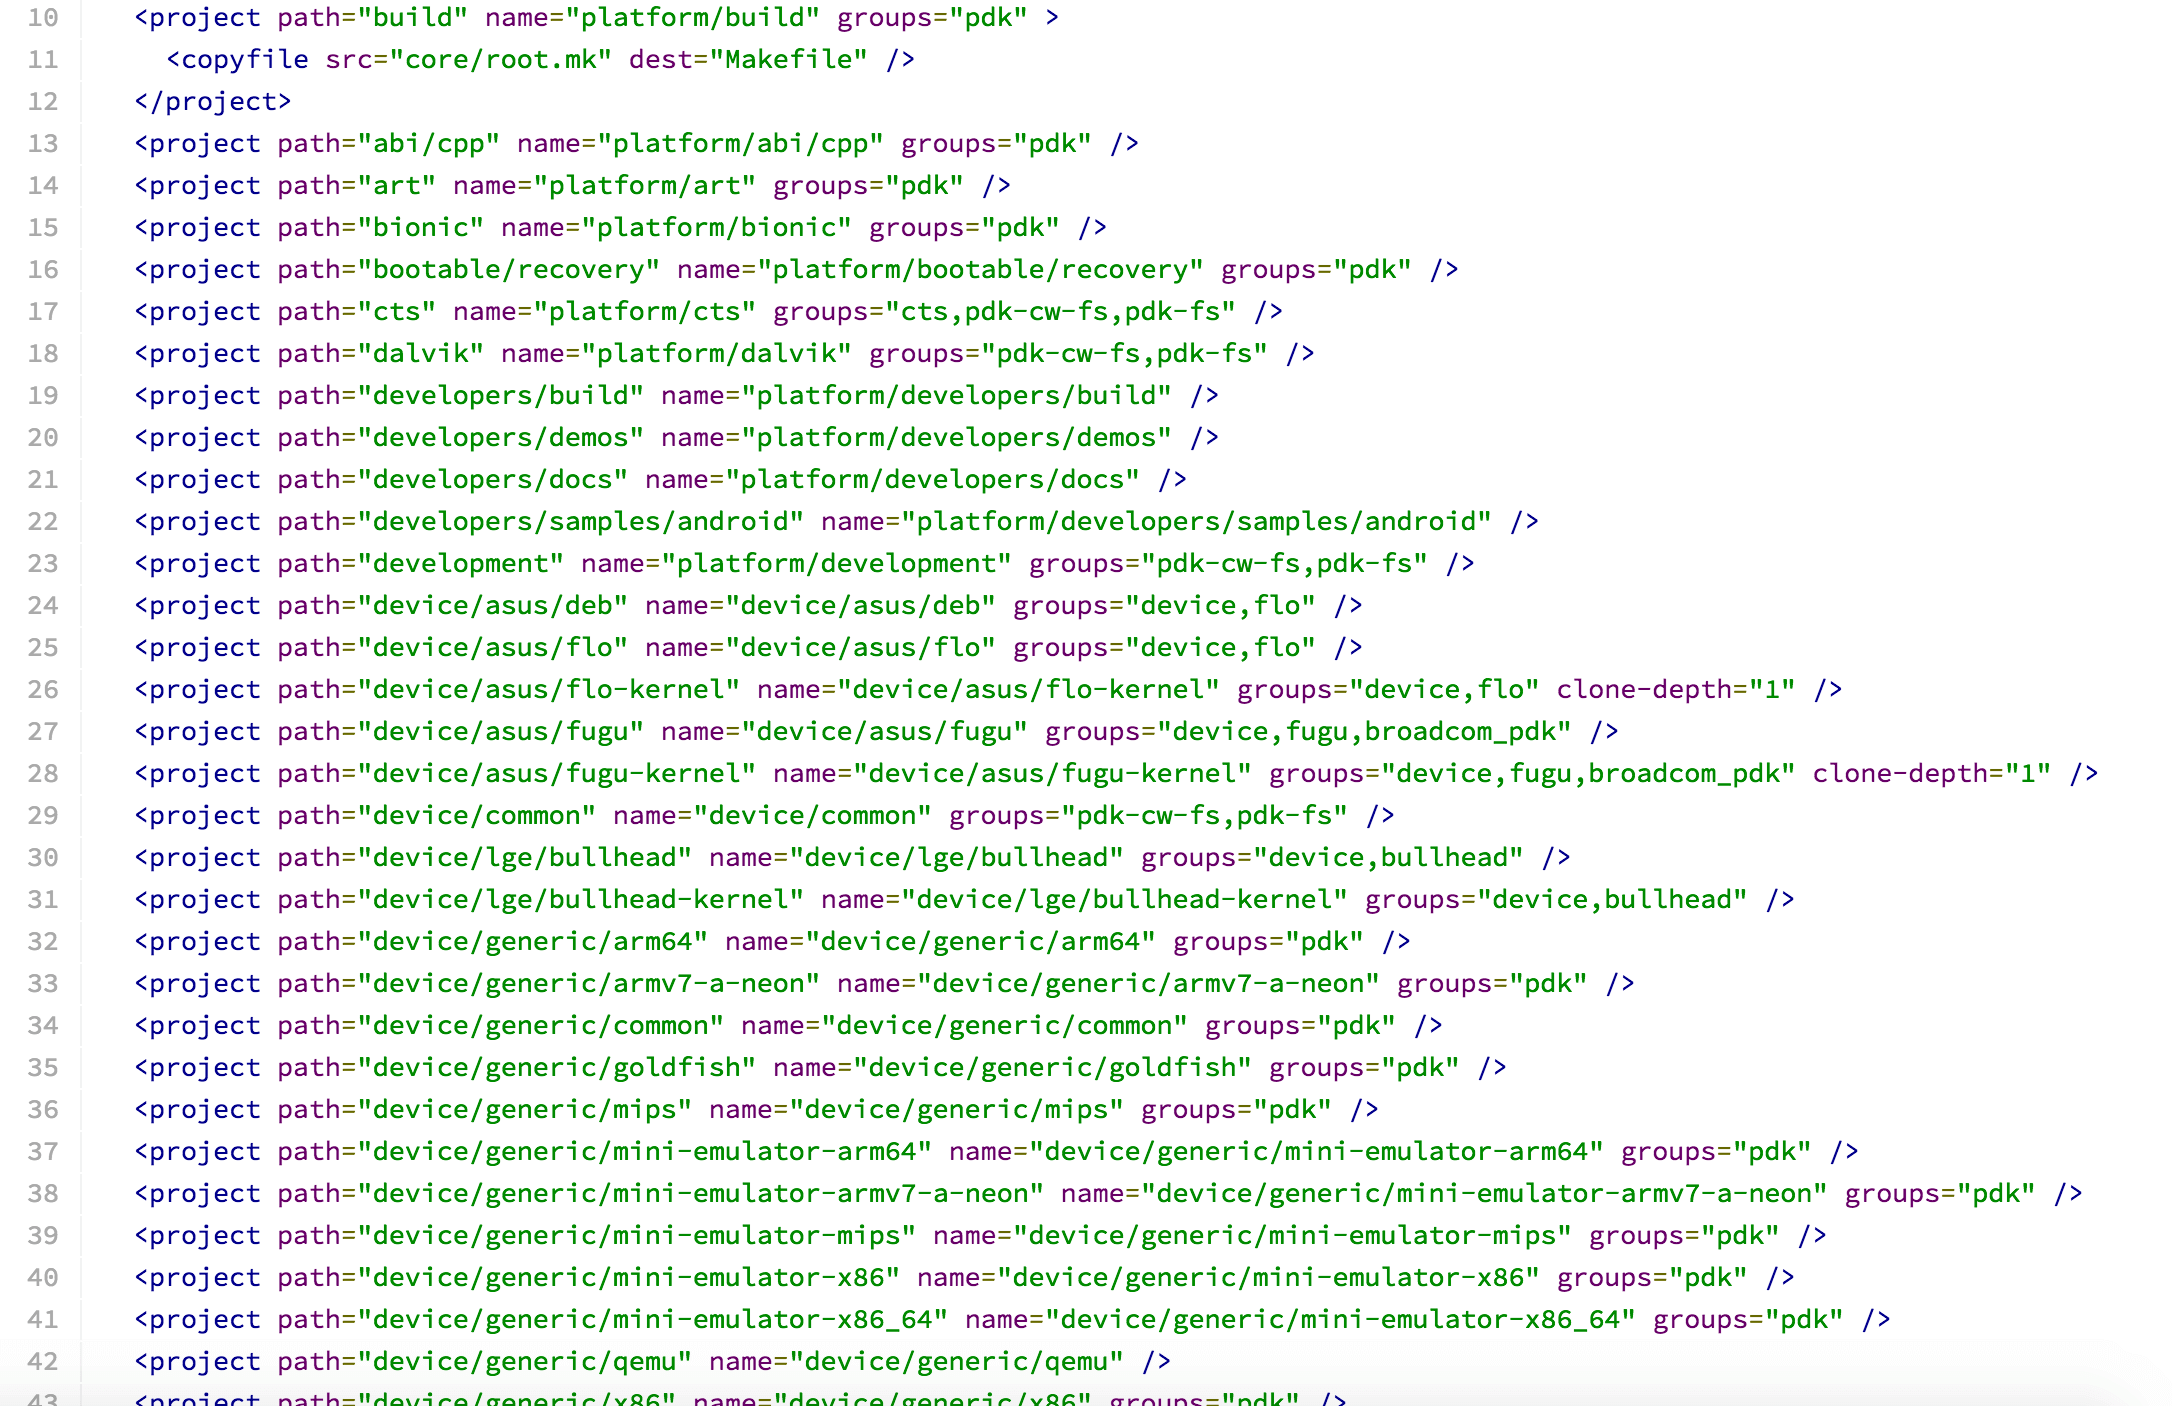 10 <project path="build" name="platform/build" groups="pdk" >
11 <copyfile src="core/root.mk" dest="Makefile" />
12 </project>
13 <project path="abi/cpp" name="platform/abi/cpp" groups="pdk" />
14 <project path="art" name="platform/art" groups="pdk" />
15 <project path="bionic" name="platform/bionic" groups="pdk" />
16 <project path="bootable/recovery" name="platform/bootable/recovery" groups="pdk" />
17 <project path="cts" name="platform/cts" groups="cts,pdk-cw-fs,pdk-fs" />
18 <project path="dalvik" name="platform/dalvik" groups="pdk-cw-fs,pdk-fs" />
19 <project path="developers/build" name="platform/developers/build" />
20 <project path="developers/demos" name="platform/developers/demos" />
21 <project path="developers/docs" name="platform/developers/docs" />
22 <project path="developers/samples/android" name="platform/developers/samples/android" />
23 <project path="development" name="platform/development" groups="pdk-cw-fs,pdk-fs" />
24 <project path="device/asus/deb" name="device/asus/deb" groups="device,flo" />
25 <project path="device/asus/flo" name="device/asus/flo" groups="device,flo" />
26 <project path="device/asus/flo-kernel" name="device/asus/flo-kernel" groups="device,flo" clone-depth="1" />
27 <project path="device/asus/fugu" name="device/asus/fugu" groups="device,fugu,broadcom_pdk" />
28 <project path="device/asus/fugu-kernel" name="device/asus/fugu-kernel" groups="device,fugu,broadcom_pdk" clone-depth="1" />
29 <project path="device/common" name="device/common" groups="pdk-cw-fs,pdk-fs" />
30 <project path="device/lge/bullhead" name="device/lge/bullhead" groups="device,bullhead" />
31 <project path="device/lge/bullhead-kernel" name="device/lge/bullhead-kernel" groups="device,bullhead" />
32 <project path="device/generic/arm64" name="device/generic/arm64" groups="pdk" />
33 <project path="device/generic/armv7-a-neon" name="device/generic/armv7-a-neon" groups="pdk" />
34 <project path="device/generic/common" name="device/generic/common" groups="pdk" />
35 <project path="device/generic/goldfish" name="device/generic/goldfish" groups="pdk" />
36 <project path="device/generic/mips" name="device/generic/mips" groups="pdk" />
37 <project path="device/generic/mini-emulator-arm64" name="device/generic/mini-emulator-arm64" groups="pdk" />
38 <project path="device/generic/mini-emulator-armv7-a-neon" name="device/generic/mini-emulator-armv7-a-neon" groups="pdk" />
39 <project path="device/generic/mini-emulator-mips" name="device/generic/mini-emulator-mips" groups="pdk" />
40 <project path="device/generic/mini-emulator-x86" name="device/generic/mini-emulator-x86" groups="pdk" />
41 <project path="device/generic/mini-emulator-x86_64" name="device/generic/mini-emulator-x86_64" groups="pdk" />
42 <project path="device/generic/qemu" name="device/generic/qemu" />
43 <project path="device/generic/x86" name="device/generic/x86" groups="pdk" />